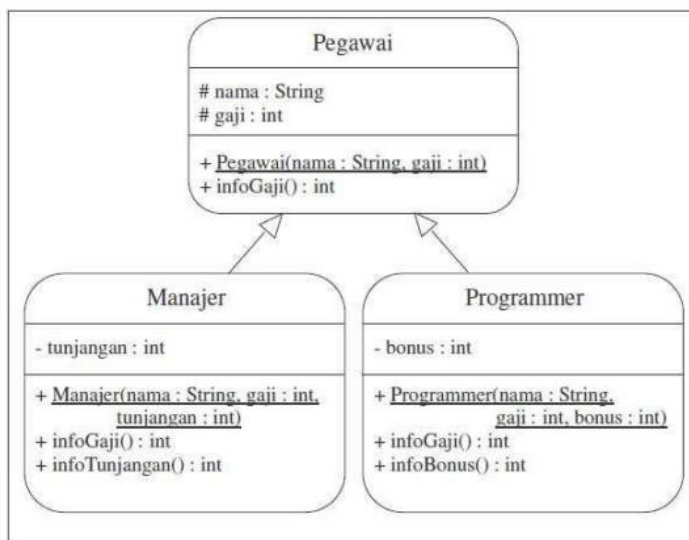 Pegawai
# nama : String
# gaji : int
+ Pegawai(nama : String, gaji : int)
+ infoGaji() : int
Manajer
- tunjangan : int
+ Manajer(nama : String, gaji : int,
tunjangan : int)
+ infoGaji() : int
+ infoTunjangan() : int
Programmer
- bonus : int
+ Programmer(nama : String,
gaji : int, bonus : int)
+ infoGaji() : int
+ infoBonus() : int